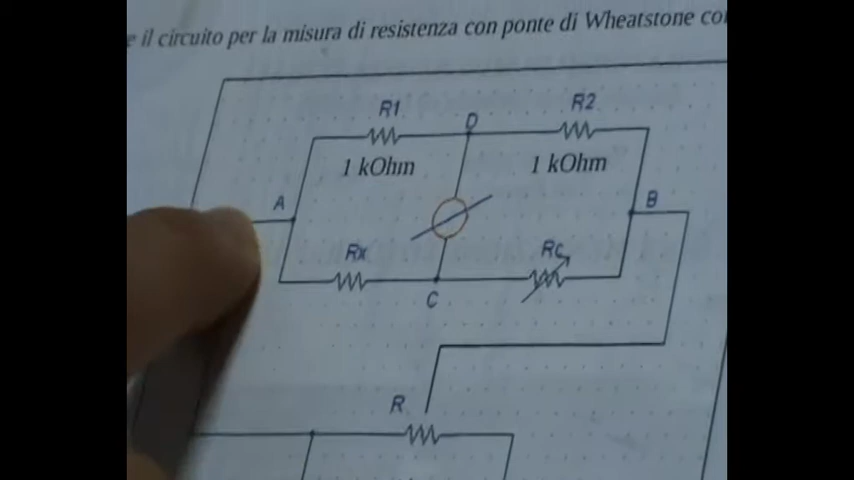 e il circuito per la misura di resistenza con ponte di Wheatstone co
R1
D
R2
1 kOhm
1 kOhm
A
B
Rx
Rc
C
R